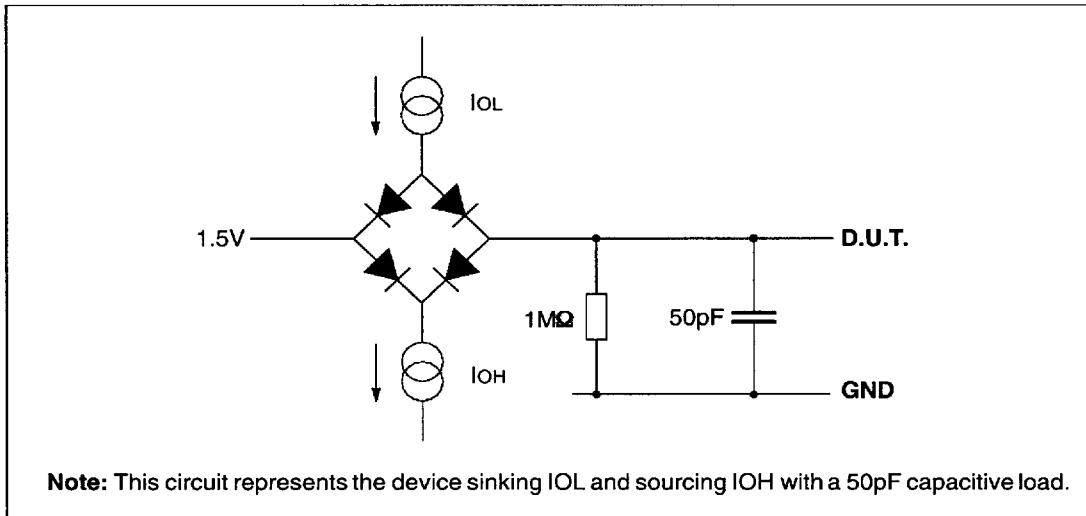 IOL
1.5V
D.U.T.
1MΩ
50pF
IOH
GND
Note: This circuit represents the device sinking IOL and sourcing IOH with a 50pF capacitive load.